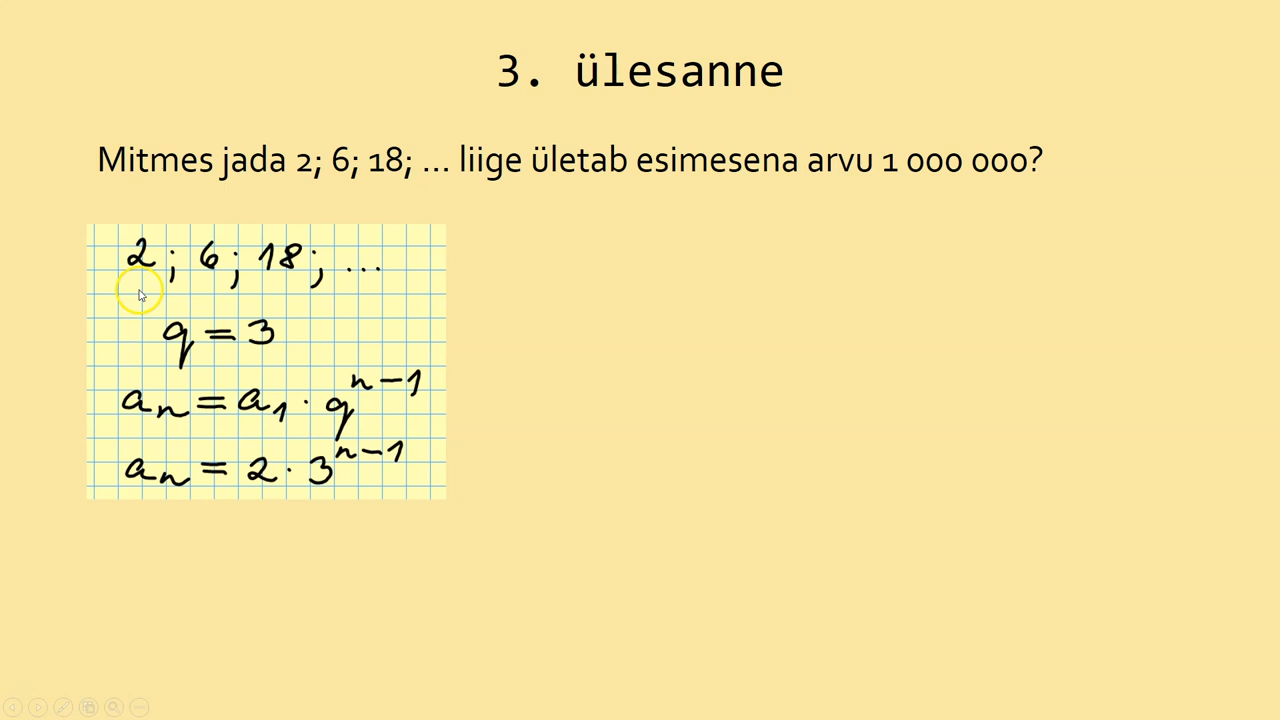 3. ülesanne
Mitmes jada 2; 6; 18; … liige ületab esimesena arvu 1 000 000?
2; 6; 18; ...
q = 3
aₙ = a₁ · qⁿ⁻¹
aₙ = 2 · 3ⁿ⁻¹